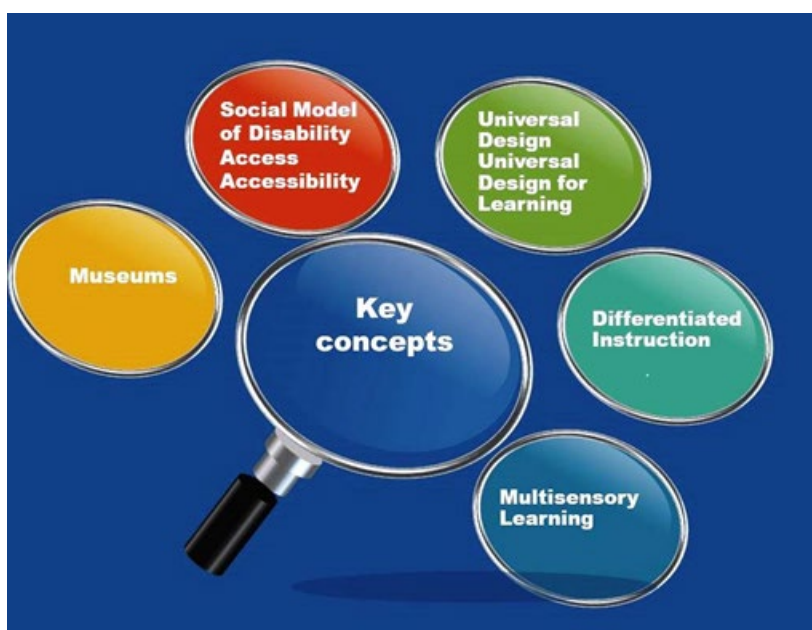 Social Model
of Disability
Access
Accessibility
Universal
Design
Universal
Design for
Learning
Museums
Key
concepts
Differentiated
Instruction
Multisensory
Learning